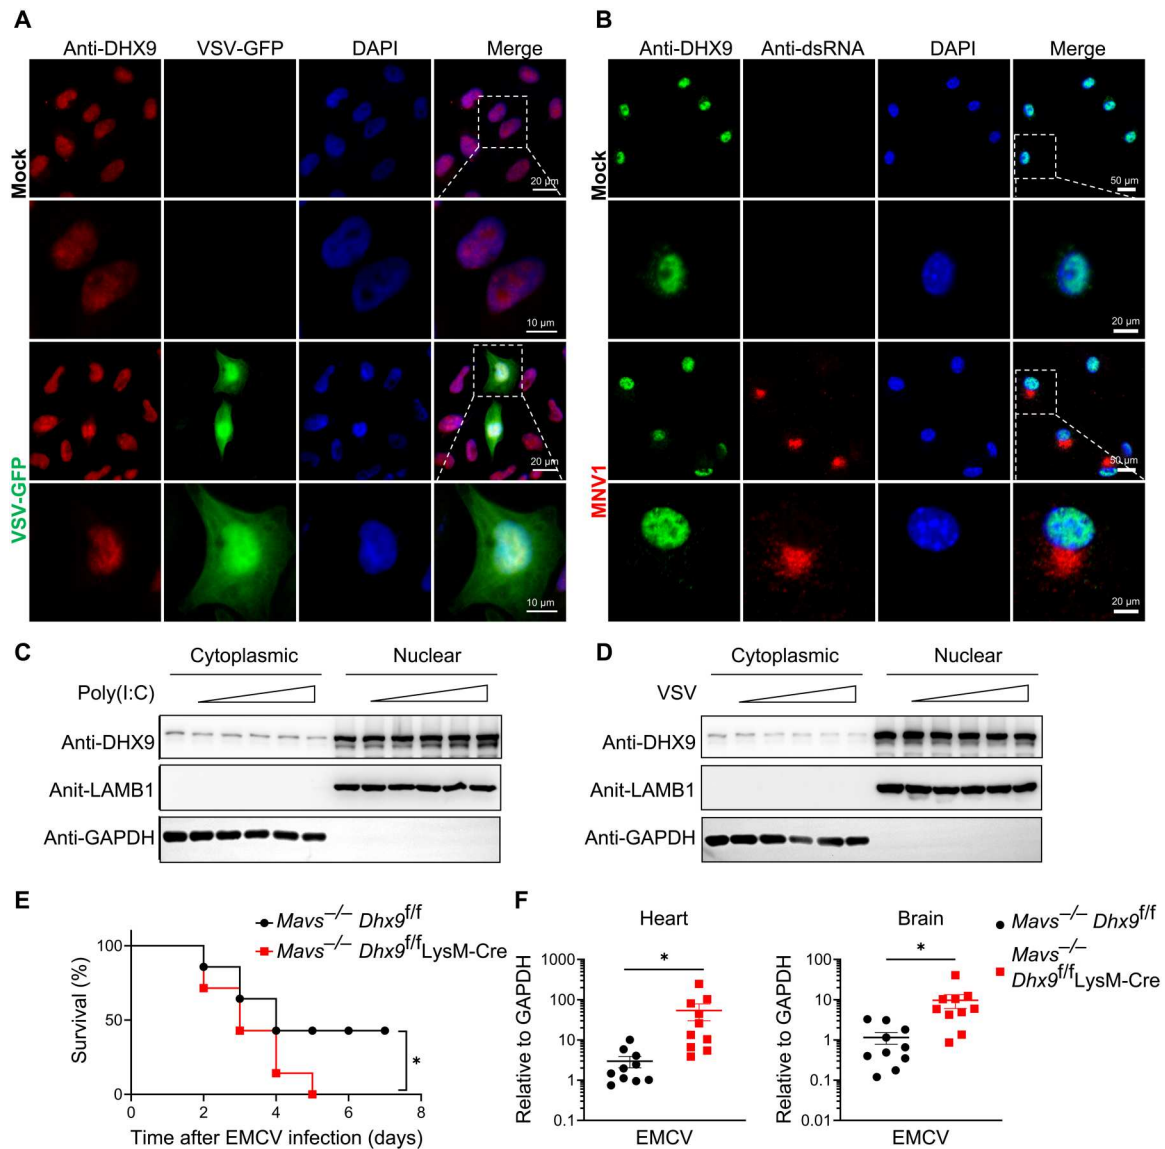 A
Anti-DHX9 VSV-GFP DAPI Merge
Mock
20 µm
10 µm
VSV-GFP
20 µm
10 µm
B
Anti-DHX9 Anti-dsRNA DAPI Merge
Mock
50 µm
20 µm
MNV1
50 µm
20 µm
C
Cytoplasmic Nuclear
Poly(I:C)
Anti-DHX9
Anit-LAMB1
Anti-GAPDH
D
Cytoplasmic Nuclear
VSV
Anti-DHX9
Anit-LAMB1
Anti-GAPDH
E
Mavs−/− Dhx9f/f
Mavs−/− Dhx9f/fLysM-Cre
Survival (%)
100
50
0
*
0 2 4 6 8
Time after EMCV infection (days)
F
Heart
Relative to GAPDH
1000
100
10
1
0.1
*
EMCV
Brain
Relative to GAPDH
100
10
1
0.1
0.01
*
EMCV
Mavs−/− Dhx9f/f
Mavs−/−
Dhx9f/fLysM-Cre